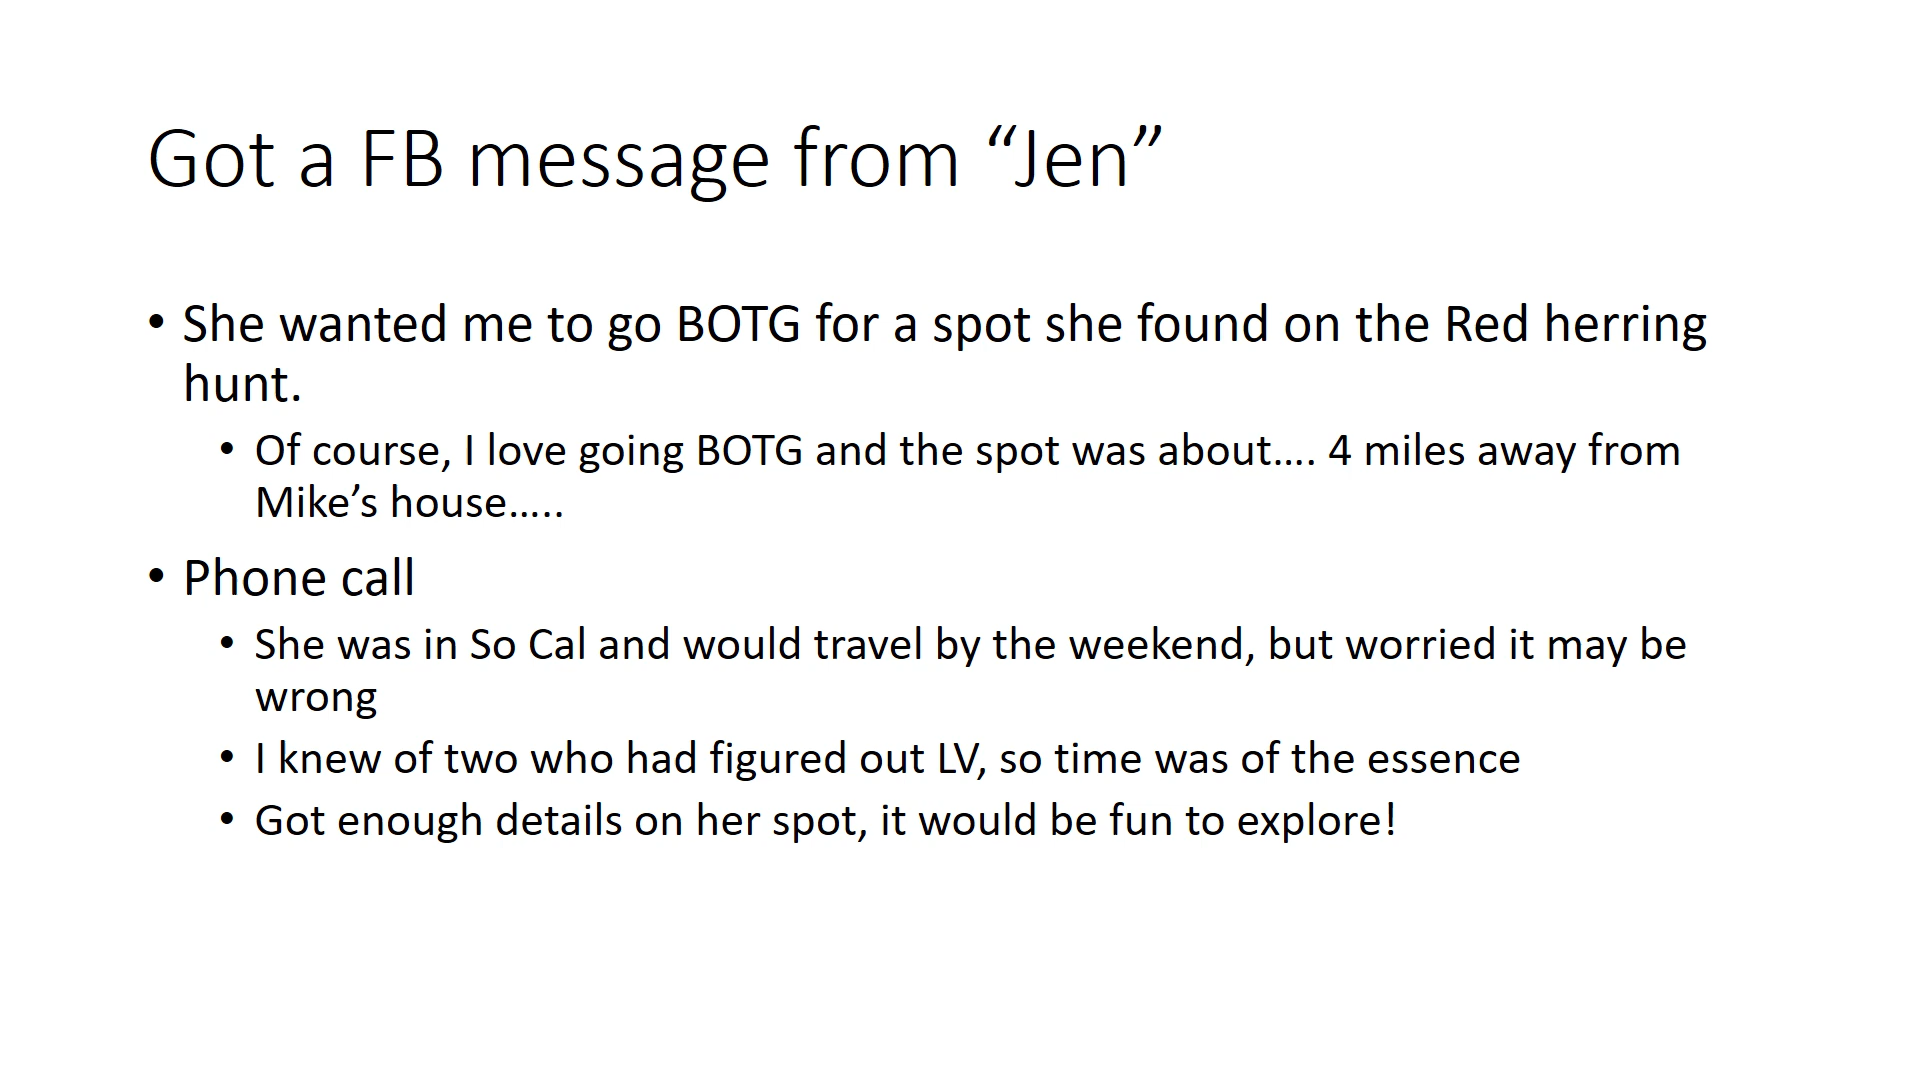 Got a FB message from “Jen”
• She wanted me to go BOTG for a spot she found on the Red herring
hunt.
• Of course, I love going BOTG and the spot was about…. 4 miles away from
Mike’s house…..
• Phone call
• She was in So Cal and would travel by the weekend, but worried it may be
wrong
• I knew of two who had figured out LV, so time was of the essence
• Got enough details on her spot, it would be fun to explore!